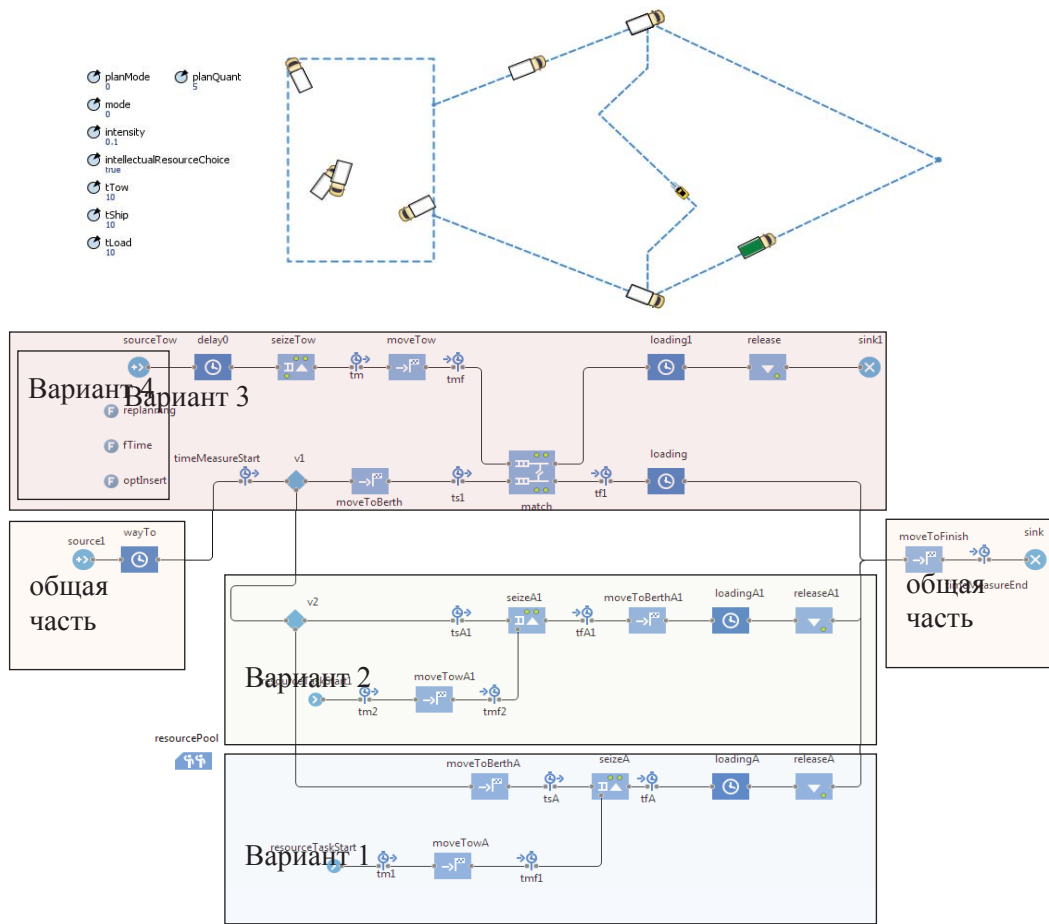 planMode
0
planQuant
5
mode
0
intensity
0.1
intellectualResourceChoice
true
tTow
10
tShip
10
tLoad
10
sourceTow
delay0
seizeTow
tm
moveTow
tmf
loading1
release
sink1
Вариант 4
Вариант 3
replanning
fTime
optInsert
timeMeasureStart
v1
moveToBerth
ts1
match
tf1
loading
source1
wayTo
общая
часть
moveToFinish
sink
timeMeasureEnd
общая
часть
v2
tsA1
seizeA1
tfA1
moveToBerthA1
loadingA1
releaseA1
Вариант 2
tm2
moveTowA1
tmf2
resourcePool
moveToBerthA
tsA
seizeA
tfA
loadingA
releaseA
resourceTaskStart
Вариант 1
tm1
moveTowA
tmf1